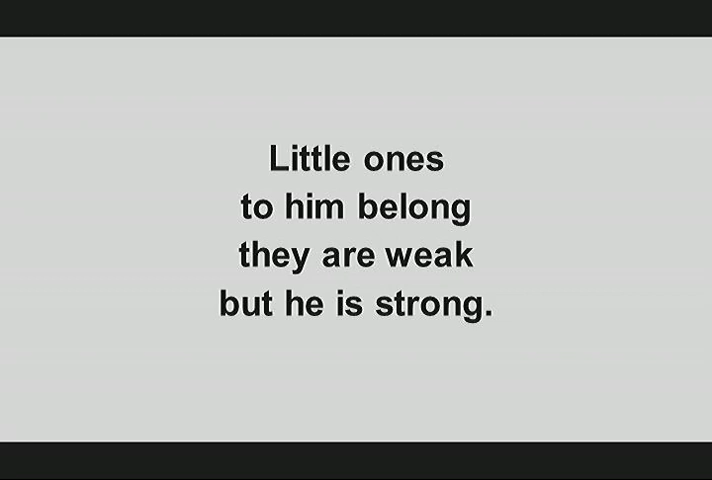 Little ones
to him belong
they are weak
but he is strong.